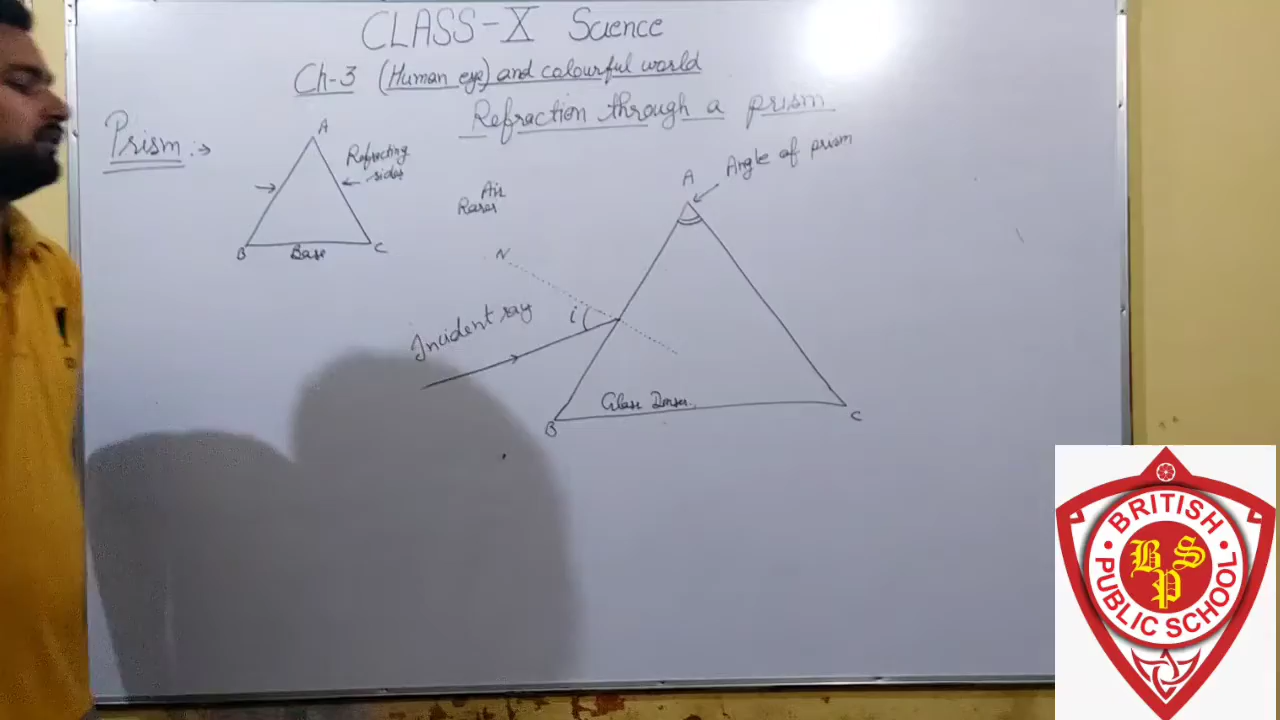 CLASS-X Science
Ch-3 (Human eye) and colourful world
Refraction through a prism
Prism :->
A
Refracting
sides
B
Base
C
Air
Rarer
A
Angle of prism
N
i
Incident ray
Glass Denser
B
C
BRITISH
PUBLIC SCHOOL
BPS